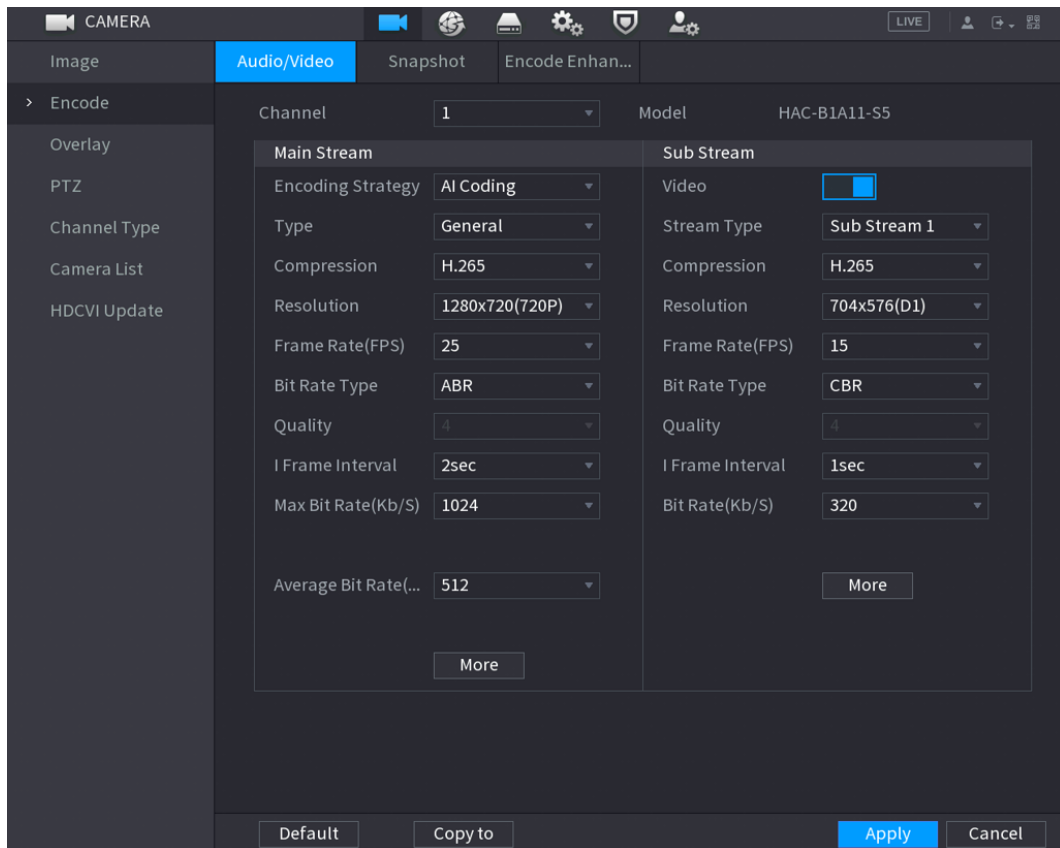 CAMERA
LIVE
Image
Encode
Overlay
PTZ
Channel Type
Camera List
HDCVI Update
Audio/Video Snapshot Encode Enhan...
Channel 1 Model HAC-B1A11-S5
Main Stream Sub Stream
Encoding Strategy AI Coding Video
Type General Stream Type Sub Stream 1
Compression H.265 Compression H.265
Resolution 1280x720(720P) Resolution 704x576(D1)
Frame Rate(FPS) 25 Frame Rate(FPS) 15
Bit Rate Type ABR Bit Rate Type CBR
Quality 4 Quality 4
I Frame Interval 2sec I Frame Interval 1sec
Max Bit Rate(Kb/S) 1024 Bit Rate(Kb/S) 320
Average Bit Rate(... 512 More
More
Default Copy to Apply Cancel